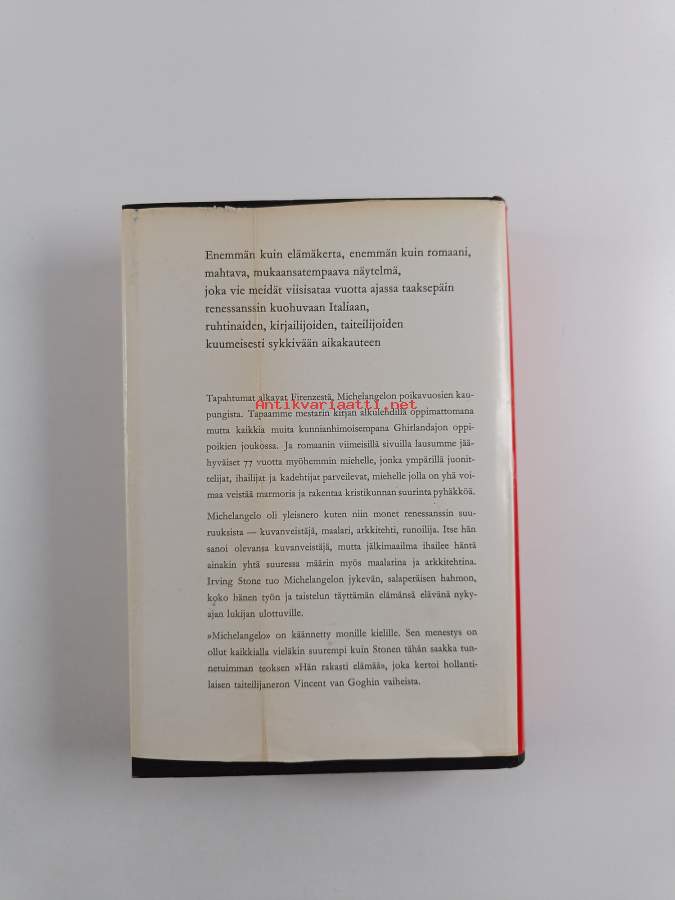 Enemmän kuin elämäkerta, enemmän kuin romaani,
mahtava, mukaansatempaava näytelmä,
joka vie meidät viisisataa vuotta ajassa taaksepäin
renessanssin kuohuvaan Italiaan,
ruhtinaiden, kirjailijoiden, taiteilijoiden
kuumeisesti sykkivään aikakauteen
Tapahtumat alkavat Firenzestä, Michelangelon poikavuosien kau-
Antikvariaatti.net
pungista. Tapaamme mestarin kirjan alkulehdillä oppimattomana
mutta kaikkia muita kunnianhimoisempana Ghirlandajon oppi-
poikien joukossa. Ja romaanin viimeisillä sivuilla lausumme jää-
hyväiset 77 vuotta myöhemmin miehelle, jonka ympärillä juonit-
telijat, ihailijat ja kadehtijat parveilevat, miehelle jolla on yhä voi-
maa veistää marmoria ja rakentaa kristikunnan suurinta pyhäkköä.
Michelangelo oli yleisnero kuten niin monet renessanssin suu-
ruuksista — kuvanveistäjä, maalari, arkkitehti, runoilija. Itse hän
sanoi olevansa kuvanveistäjä, mutta jälkimaailma ihailee häntä
ainakin yhtä suuressa määrin myös maalarina ja arkkitehtina.
Irving Stone tuo Michelangelon jykevän, salaperäisen hahmon,
koko hänen työn ja taistelun täyttämän elämänsä elävänä nyky-
ajan lukijan ulottuville.
»Michelangelo» on käännetty monille kielille. Sen menestys on
ollut kaikkialla vieläkin suurempi kuin Stonen tähän saakka tun-
netuimman teoksen »Hän rakasti elämää», joka kertoi hollanti-
laisen taiteilijaneron Vincent van Goghin vaiheista.